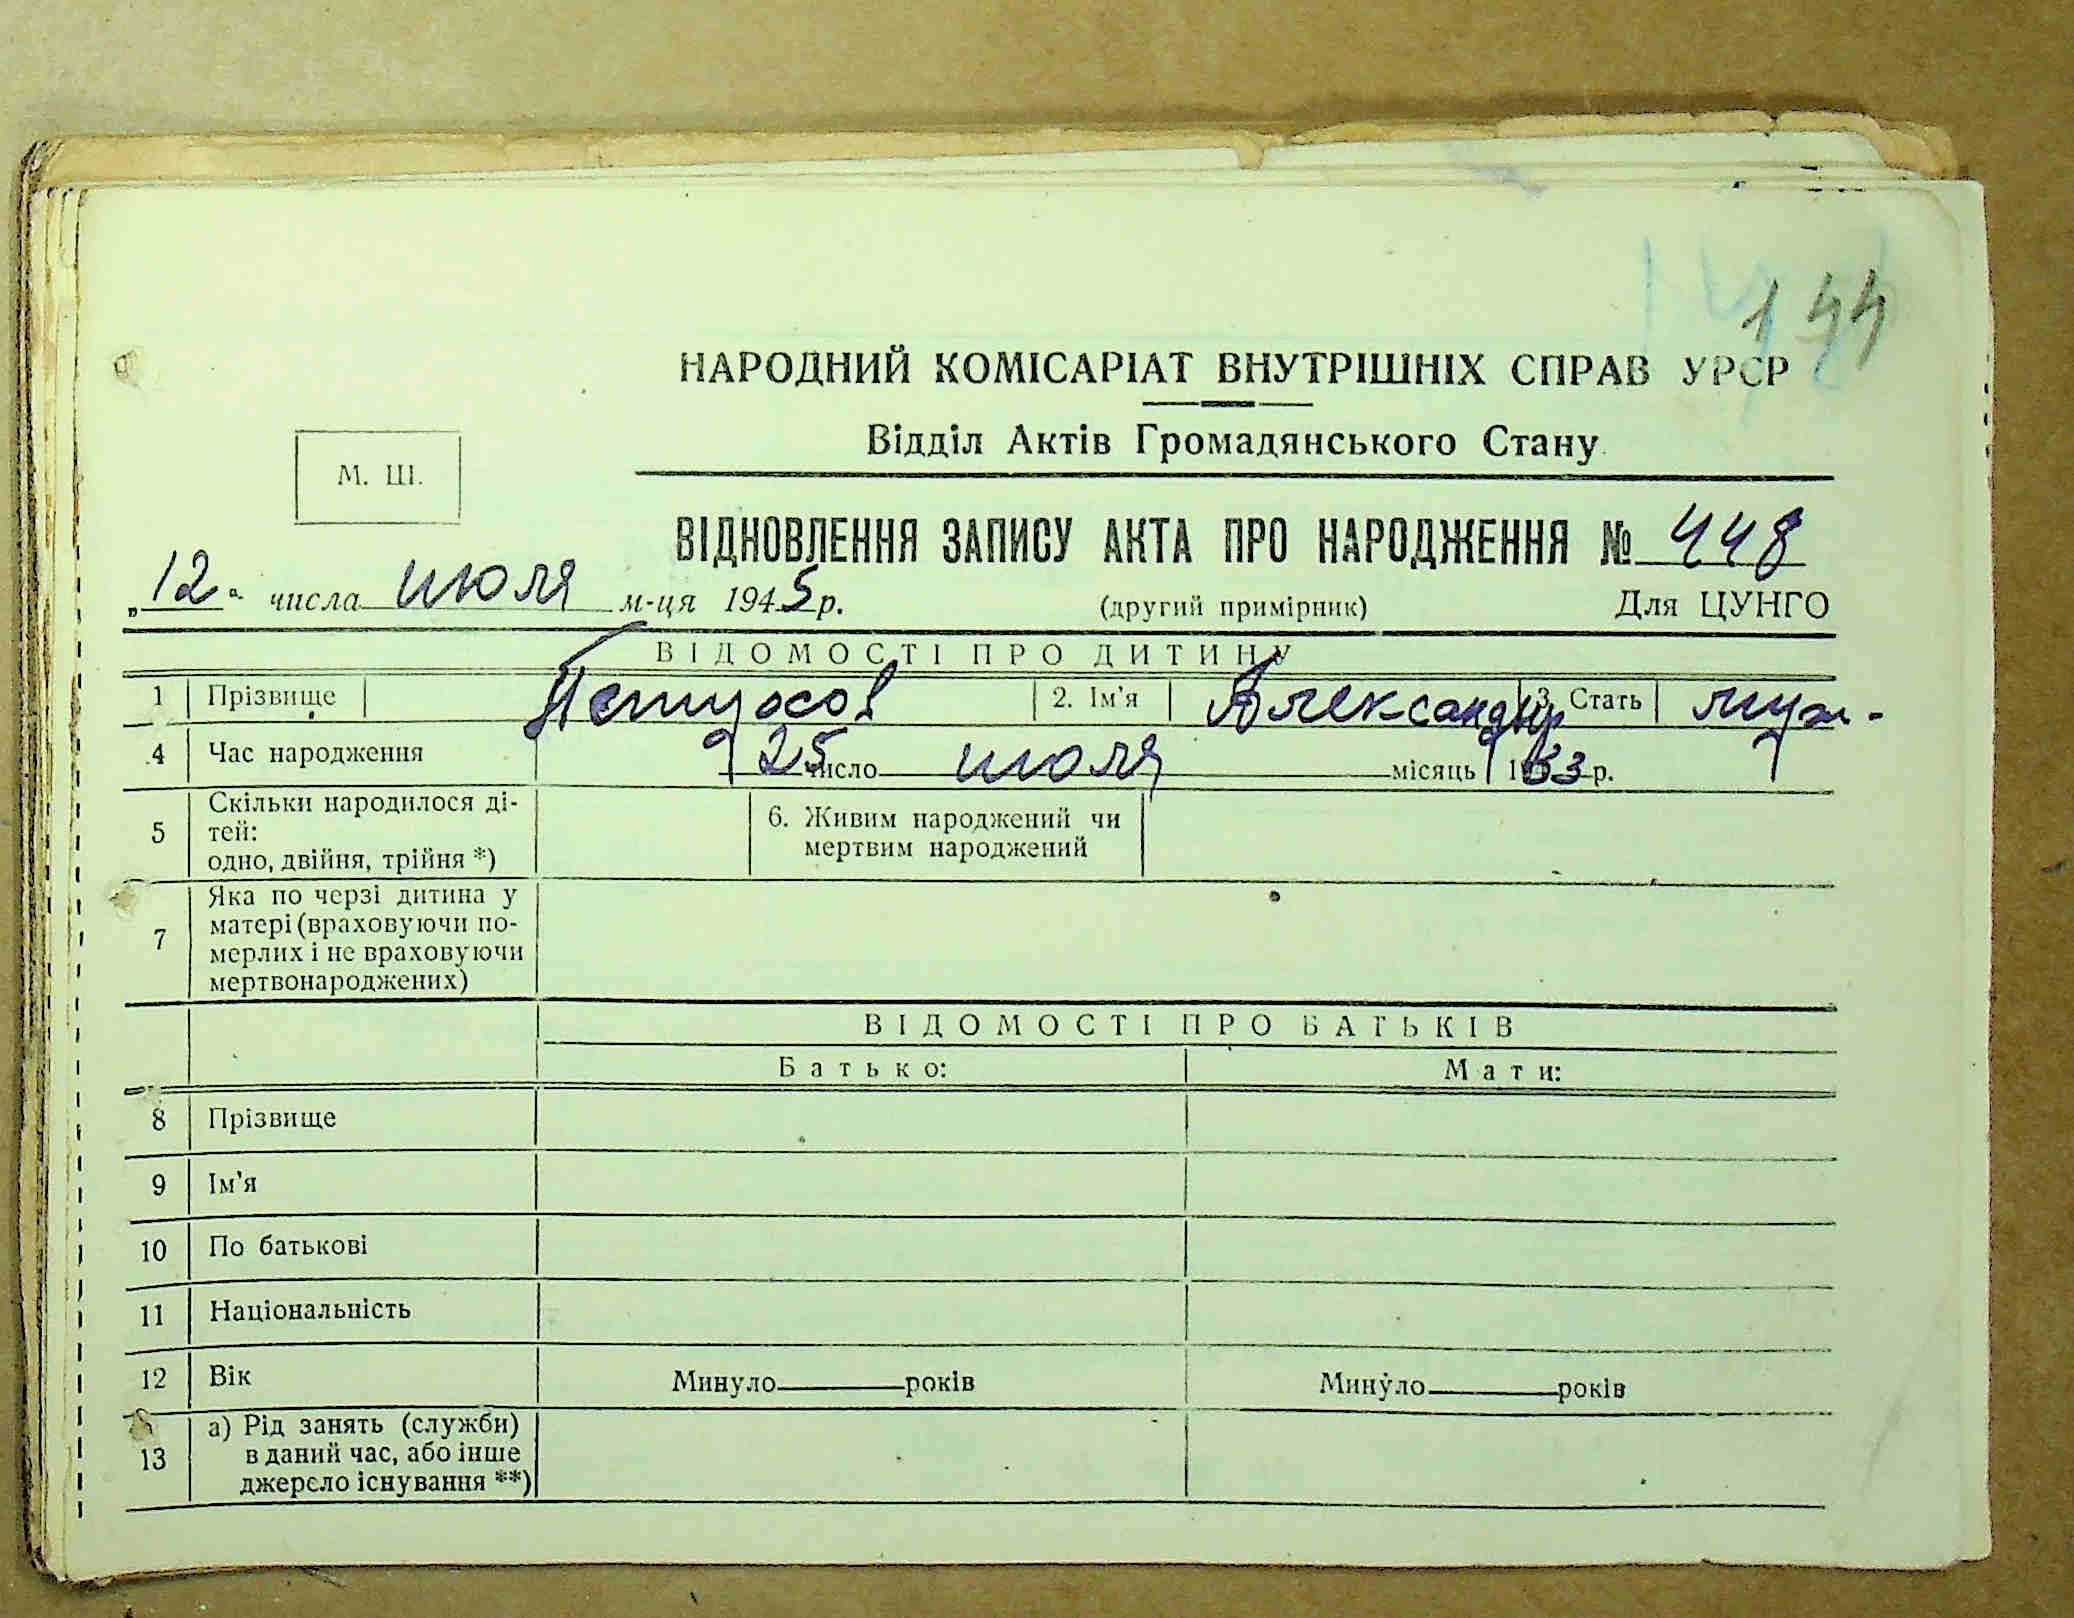 144
НАРОДНИЙ КОМІСАРІАТ ВНУТРІШНІХ СПРАВ УРСР
Відділ Актів Громадянського Стану
М. Ш.
ВІДНОВЛЕННЯ ЗАПИСУ АКТА ПРО НАРОДЖЕННЯ № 448
„12" числа июля м-ця 1945 р. (другий примірник) Для ЦУНГО
ВІДОМОСТІ ПРО ДИТИНУ
1 Прізвище 2. Ім'я Александр 3. Стать муж.
4 Час народження 25 число июля місяць 1933 р.
5 Скільки народилося ді-
тей:
одно, двійня, трійня *)
6. Живим народжений чи
мертвим народжений
7 Яка по черзі дитина у
матері (враховуючи по-
мерлих і не враховуючи
мертвонароджених)
ВІДОМОСТІ ПРО БАТЬКІВ
Батько: Мати:
8 Прізвище
9 Ім'я
10 По батькові
11 Національність
12 Вік Минуло років Минуло років
13 а) Рід занять (служби)
в даний час, або інше
джерело існування **)